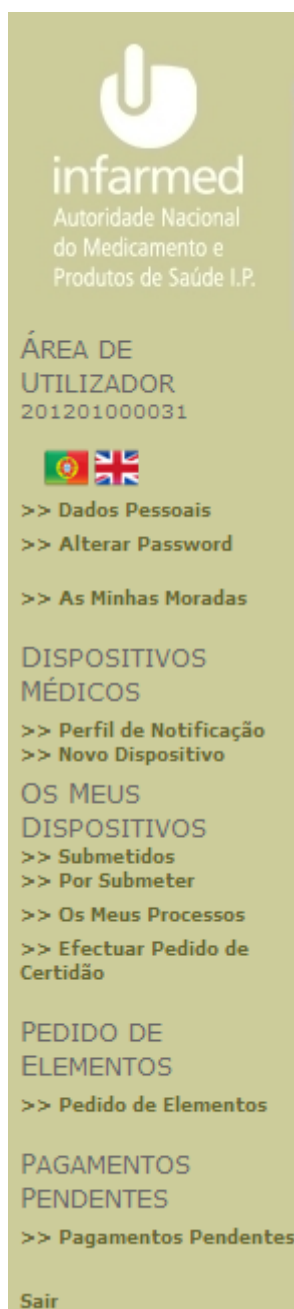 infarmed
Autoridade Nacional
do Medicamento e
Produtos de Saúde I.P.
ÁREA DE
UTILIZADOR
201201000031
>> Dados Pessoais
>> Alterar Password
>> As Minhas Moradas
DISPOSITIVOS
MÉDICOS
>> Perfil de Notificação
>> Novo Dispositivo
OS MEUS
DISPOSITIVOS
>> Submetidos
>> Por Submeter
>> Os Meus Processos
>> Efectuar Pedido de
Certidão
PEDIDO DE
ELEMENTOS
>> Pedido de Elementos
PAGAMENTOS
PENDENTES
>> Pagamentos Pendentes
Sair